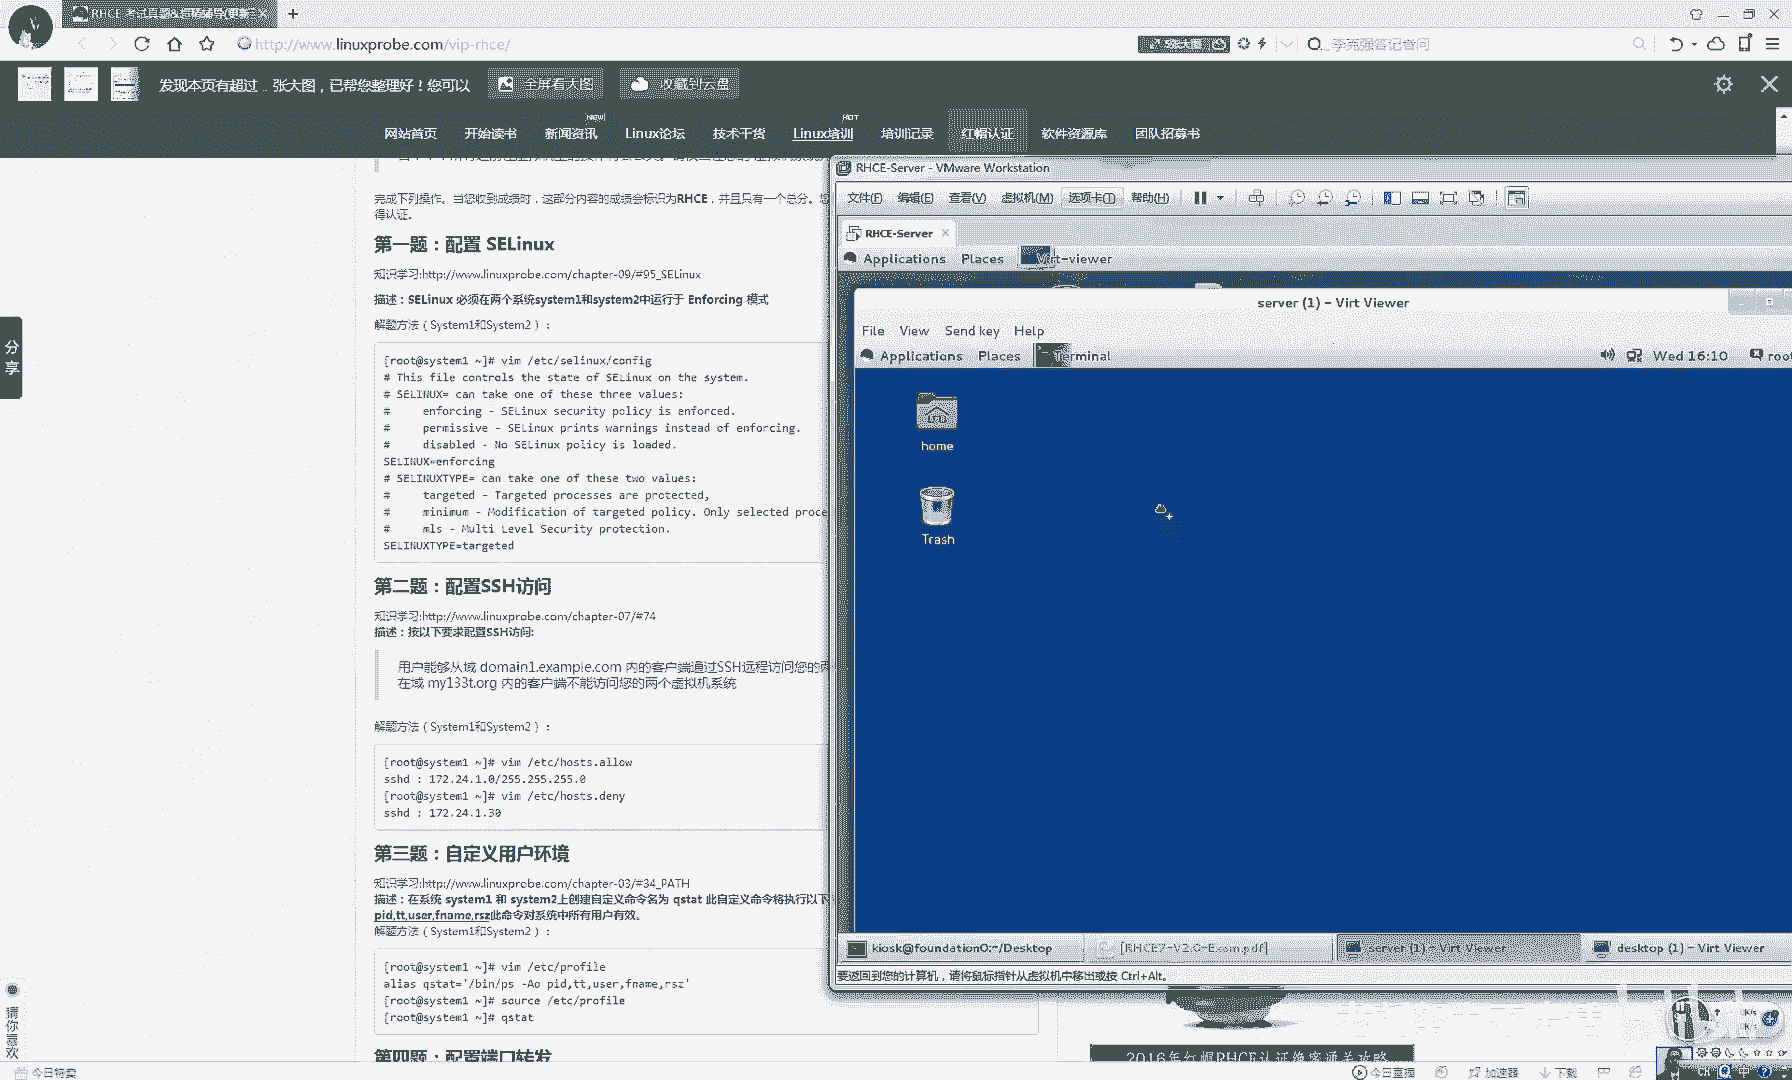 http://www.linuxprobe.com/vip-rhce/
李克强答记者问
发现本页有超过 .. 张大图，已帮您整理好！您可以
全屏看大图
收藏到云盘
NEW
HOT
网站首页
开始读书
新闻资讯
Linux论坛
技术干货
Linux培训
培训记录
红帽认证
软件资源库
团队招募书
分享
完成下列操作。当您收到成绩时，这部分内容的成绩会标识为RHCE，并且只有一个总分。
得认证。
第一题：配置 SELinux
知识学习:http://www.linuxprobe.com/chapter-09/#95_SELinux
描述：SELinux 必须在两个系统system1和system2中运行于 Enforcing 模式
解题方法（System1和System2）：
[root@system1 ~]# vim /etc/selinux/config
# This file controls the state of SELinux on the system.
# SELINUX= can take one of these three values:
# enforcing - SELinux security policy is enforced.
# permissive - SELinux prints warnings instead of enforcing.
# disabled - No SELinux policy is loaded.
SELINUX=enforcing
# SELINUXTYPE= can take one of these two values:
# targeted - Targeted processes are protected,
# minimum - Modification of targeted policy. Only selected proce
# mls - Multi Level Security protection.
SELINUXTYPE=targeted
第二题：配置SSH访问
知识学习:http://www.linuxprobe.com/chapter-07/#74
描述：按以下要求配置SSH访问:
用户能够从域 domain1.example.com 内的客户端通过SSH远程访问您的两
在域 my133t.org 内的客户端不能访问您的两个虚拟机系统
解题方法（System1和System2）：
[root@system1 ~]# vim /etc/hosts.allow
sshd : 172.24.1.0/255.255.255.0
[root@system1 ~]# vim /etc/hosts.deny
sshd : 172.24.1.30
第三题：自定义用户环境
知识学习:http://www.linuxprobe.com/chapter-03/#34_PATH
描述：在系统 system1 和 system2上创建自定义命令名为 qstat 此自定义命令将执行以下
pid,tt,user,fname,rsz此命令对系统中所有用户有效。
解题方法（System1和System2）：
[root@system1 ~]# vim /etc/profile
alias qstat='/bin/ps -Ao pid,tt,user,fname,rsz'
[root@system1 ~]# source /etc/profile
[root@system1 ~]# qstat
第四题：配置端口转发
RHCE-Server - VMware Workstation
文件(F) 编辑(E) 查看(V) 虚拟机(M) 选项卡(T) 帮助(H)
RHCE-Server
Applications Places Virt-viewer
server (1) – Virt Viewer
File View Send key Help
Applications Places Terminal
Wed 16:10
root
home
Trash
kiosk@foundation0:~/Desktop
[RHCE7-V2.0-Exam.pdf]
server (1) – Virt Viewer
desktop (1) – Virt Viewer
要返回到您的计算机，请将鼠标指针从虚拟机中移出或按 Ctrl+Alt。
2016年红帽RHCE认证绝密通关攻略
猜你喜欢
今日特卖
今日直播
加速器
下载
CH
中